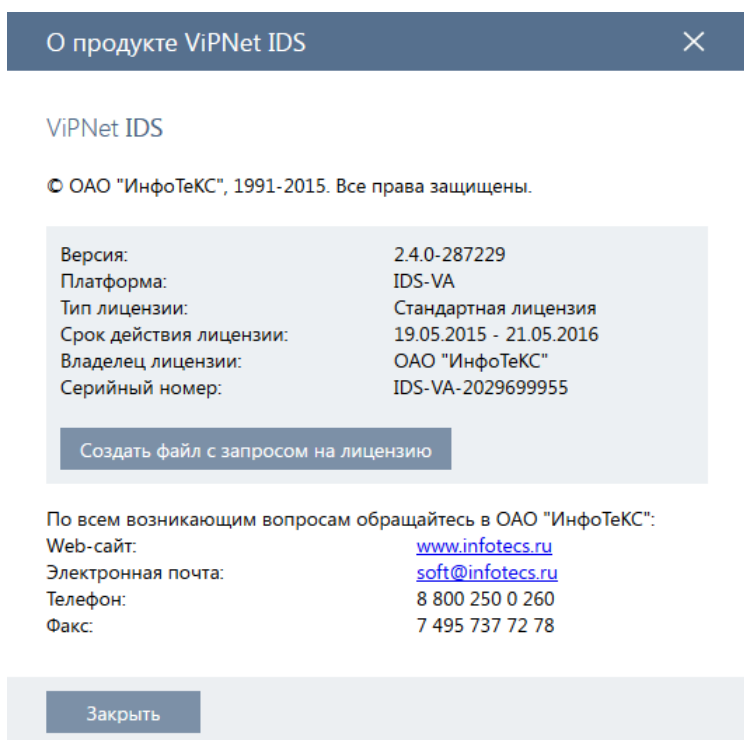 О продукте ViPNet IDS
ViPNet IDS
© ОАО "ИнфоТеКС", 1991-2015. Все права защищены.
Версия: 2.4.0-287229
Платформа: IDS-VA
Тип лицензии: Стандартная лицензия
Срок действия лицензии: 19.05.2015 - 21.05.2016
Владелец лицензии: ОАО "ИнфоТеКС"
Серийный номер: IDS-VA-2029699955
Создать файл с запросом на лицензию
По всем возникающим вопросам обращайтесь в ОАО "ИнфоТеКС":
Web-сайт: www.infotecs.ru
Электронная почта: soft@infotecs.ru
Телефон: 8 800 250 0 260
Факс: 7 495 737 72 78
Закрыть